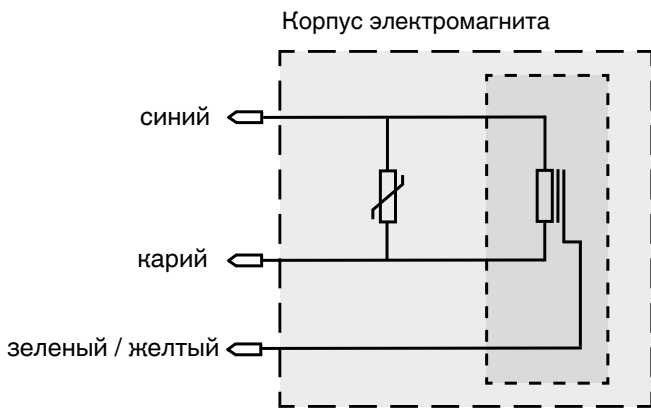 Корпус электромагнита
синий
карий
зеленый / желтый